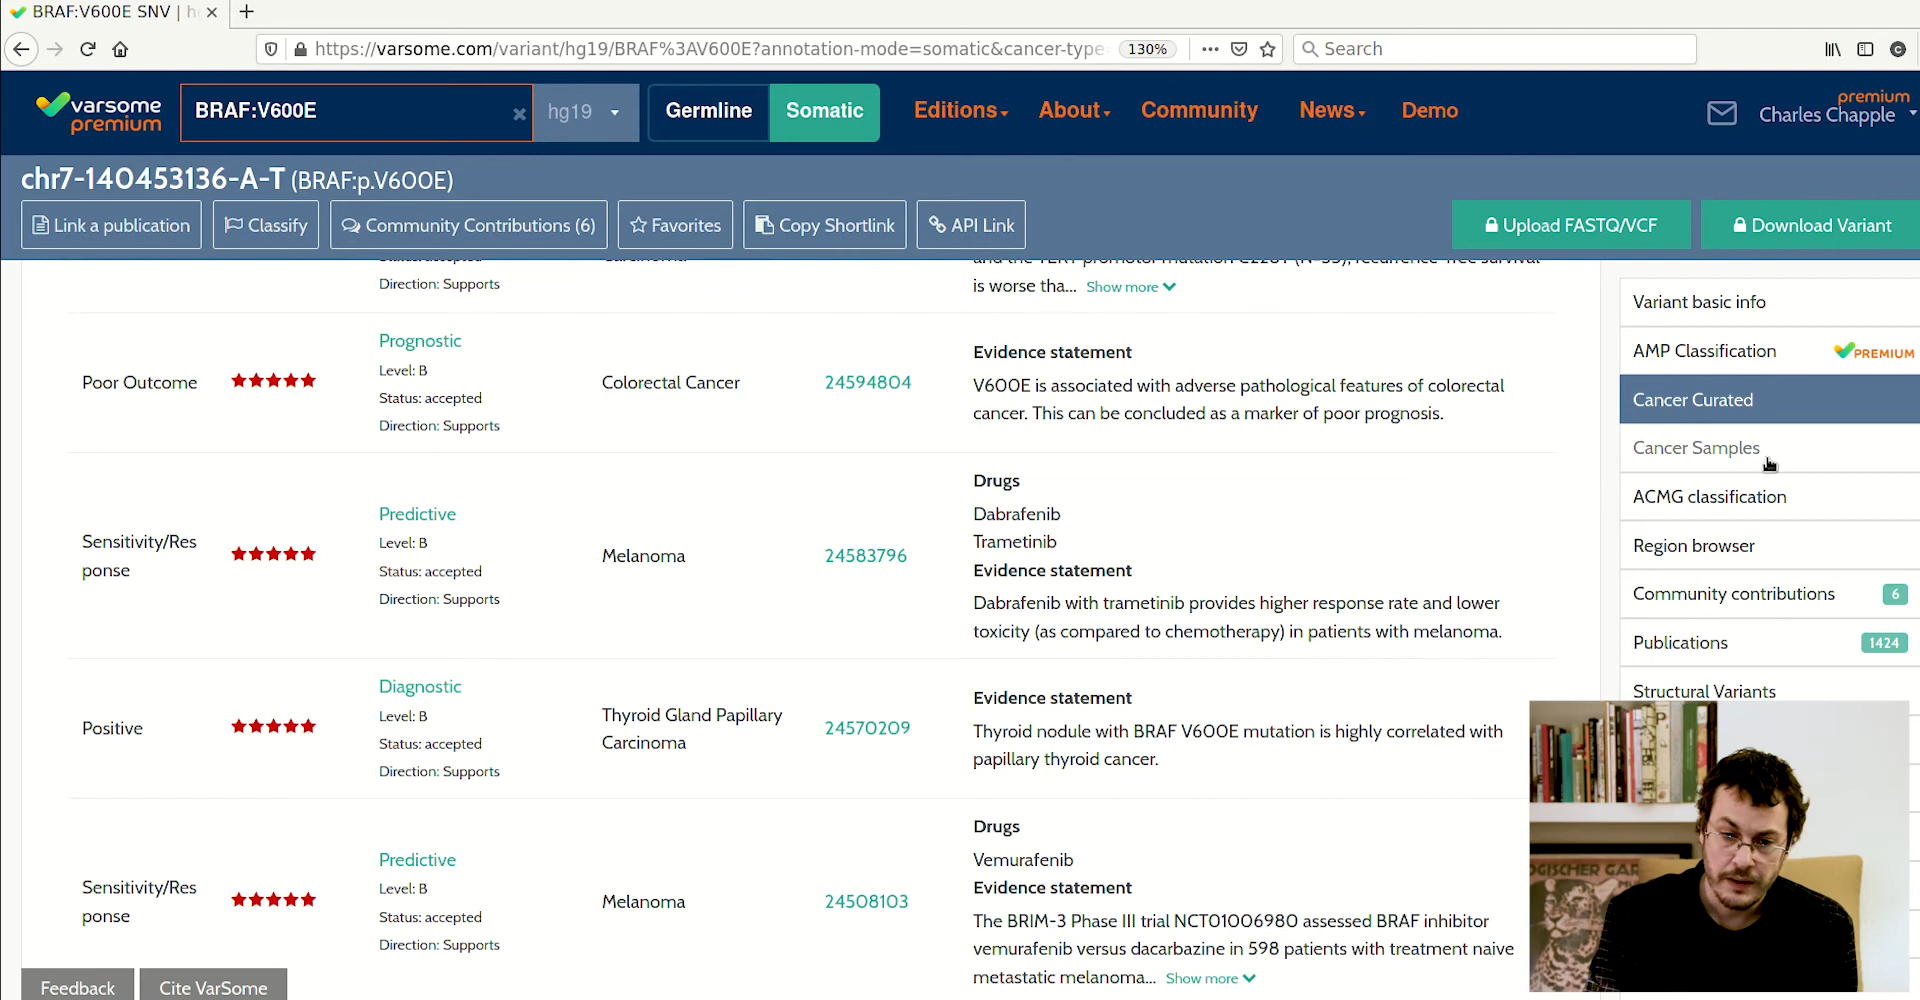 BRAF:V600E SNV | h
https://varsome.com/variant/hg19/BRAF%3AV600E?annotation-mode=somatic&cancer-type
130%
Search
varsome
premium
BRAF:V600E
hg19
Germline
Somatic
Editions
About
Community
News
Demo
premium
Charles Chapple
chr7-140453136-A-T (BRAF:p.V600E)
Link a publication
Classify
Community Contributions (6)
Favorites
Copy Shortlink
API Link
Upload FASTQ/VCF
Download Variant
Direction: Supports
is worse tha... Show more
Poor Outcome
Prognostic
Level: B
Status: accepted
Direction: Supports
Colorectal Cancer
24594804
Evidence statement
V600E is associated with adverse pathological features of colorectal
cancer. This can be concluded as a marker of poor prognosis.
Sensitivity/Res
ponse
Predictive
Level: B
Status: accepted
Direction: Supports
Melanoma
24583796
Drugs
Dabrafenib
Trametinib
Evidence statement
Dabrafenib with trametinib provides higher response rate and lower
toxicity (as compared to chemotherapy) in patients with melanoma.
Positive
Diagnostic
Level: B
Status: accepted
Direction: Supports
Thyroid Gland Papillary
Carcinoma
24570209
Evidence statement
Thyroid nodule with BRAF V600E mutation is highly correlated with
papillary thyroid cancer.
Sensitivity/Res
ponse
Predictive
Level: B
Status: accepted
Direction: Supports
Melanoma
24508103
Drugs
Vemurafenib
Evidence statement
The BRIM-3 Phase III trial NCT01006980 assessed BRAF inhibitor
vemurafenib versus dacarbazine in 598 patients with treatment naive
metastatic melanoma... Show more
Variant basic info
AMP Classification
PREMIUM
Cancer Curated
Cancer Samples
ACMG classification
Region browser
Community contributions 6
Publications 1424
Structural Variants
OGISCHER GAR
Feedback
Cite VarSome